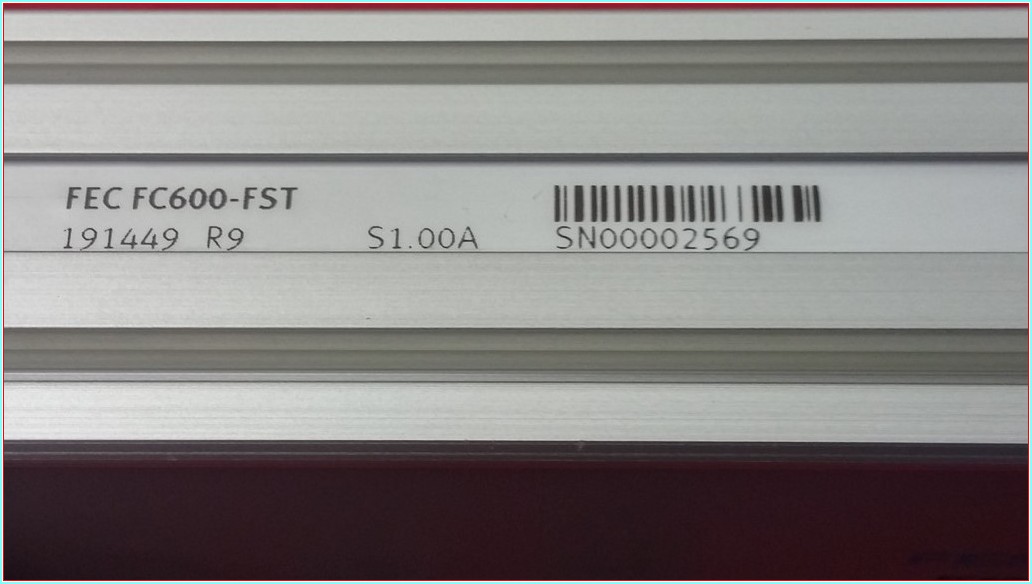 FEC FC600-FST
191449 R9 S1.00A SN00002569